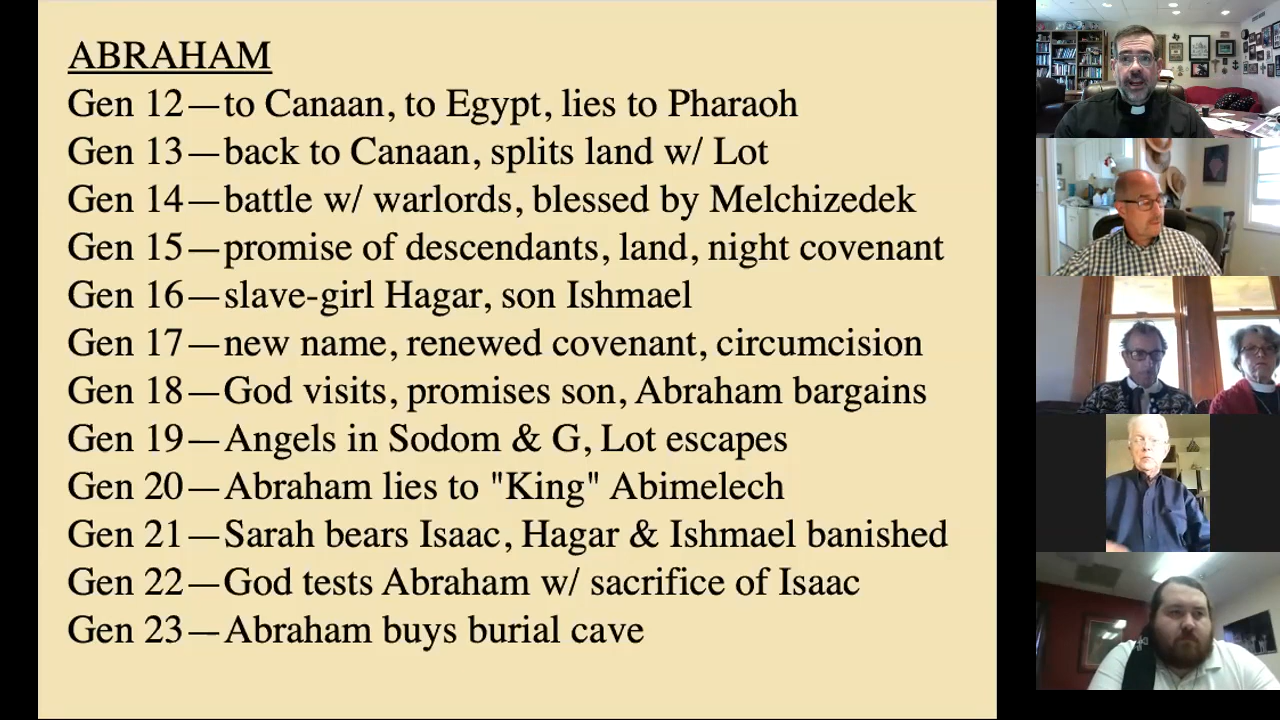 ABRAHAM
Gen 12—to Canaan, to Egypt, lies to Pharaoh
Gen 13—back to Canaan, splits land w/ Lot
Gen 14—battle w/ warlords, blessed by Melchizedek
Gen 15—promise of descendants, land, night covenant
Gen 16—slave-girl Hagar, son Ishmael
Gen 17—new name, renewed covenant, circumcision
Gen 18—God visits, promises son, Abraham bargains
Gen 19—Angels in Sodom & G, Lot escapes
Gen 20—Abraham lies to "King" Abimelech
Gen 21—Sarah bears Isaac, Hagar & Ishmael banished
Gen 22—God tests Abraham w/ sacrifice of Isaac
Gen 23—Abraham buys burial cave